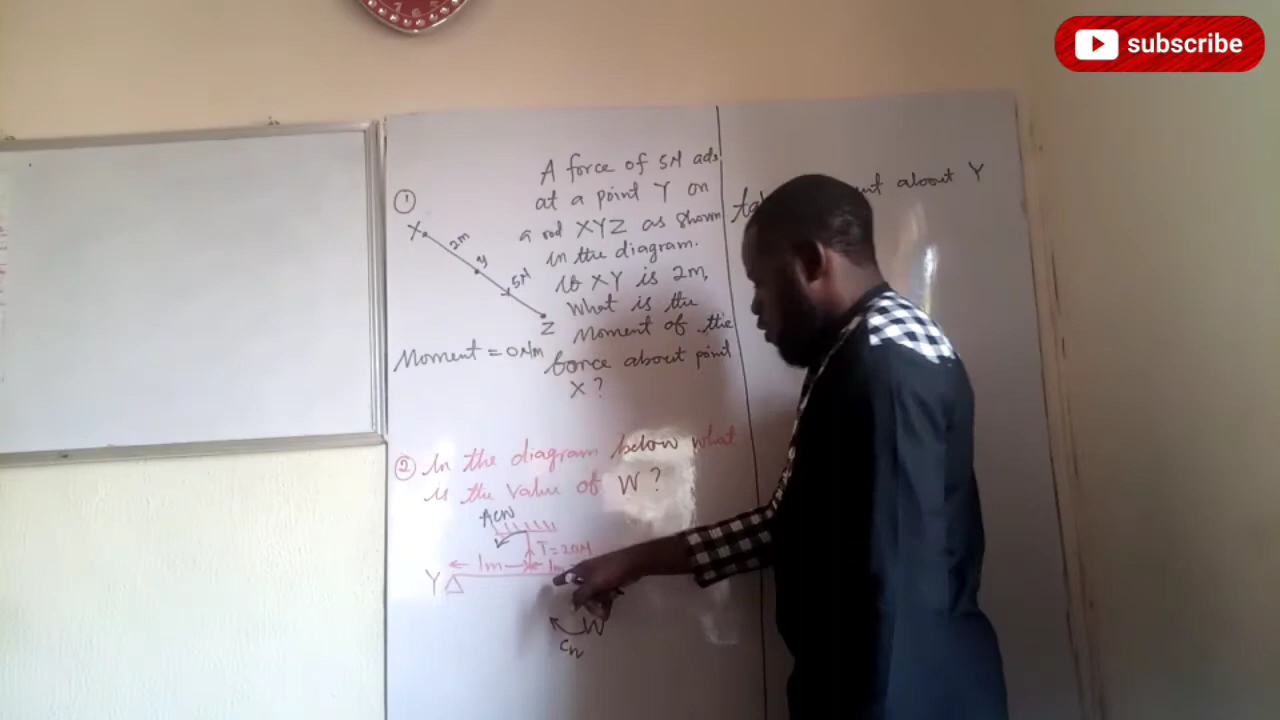 subscribe
①
A force of 5N acts
at a point Y on
a rod XYZ as shown
in the diagram.
If XY is 2m,
What is the
Moment of the
force about point
X?
X
2m
y
5N
Z
Moment = 0Nm
② In the diagram below what
is the value of W?
ACW
T=20N
1m
1m
Y
W
CW
about Y